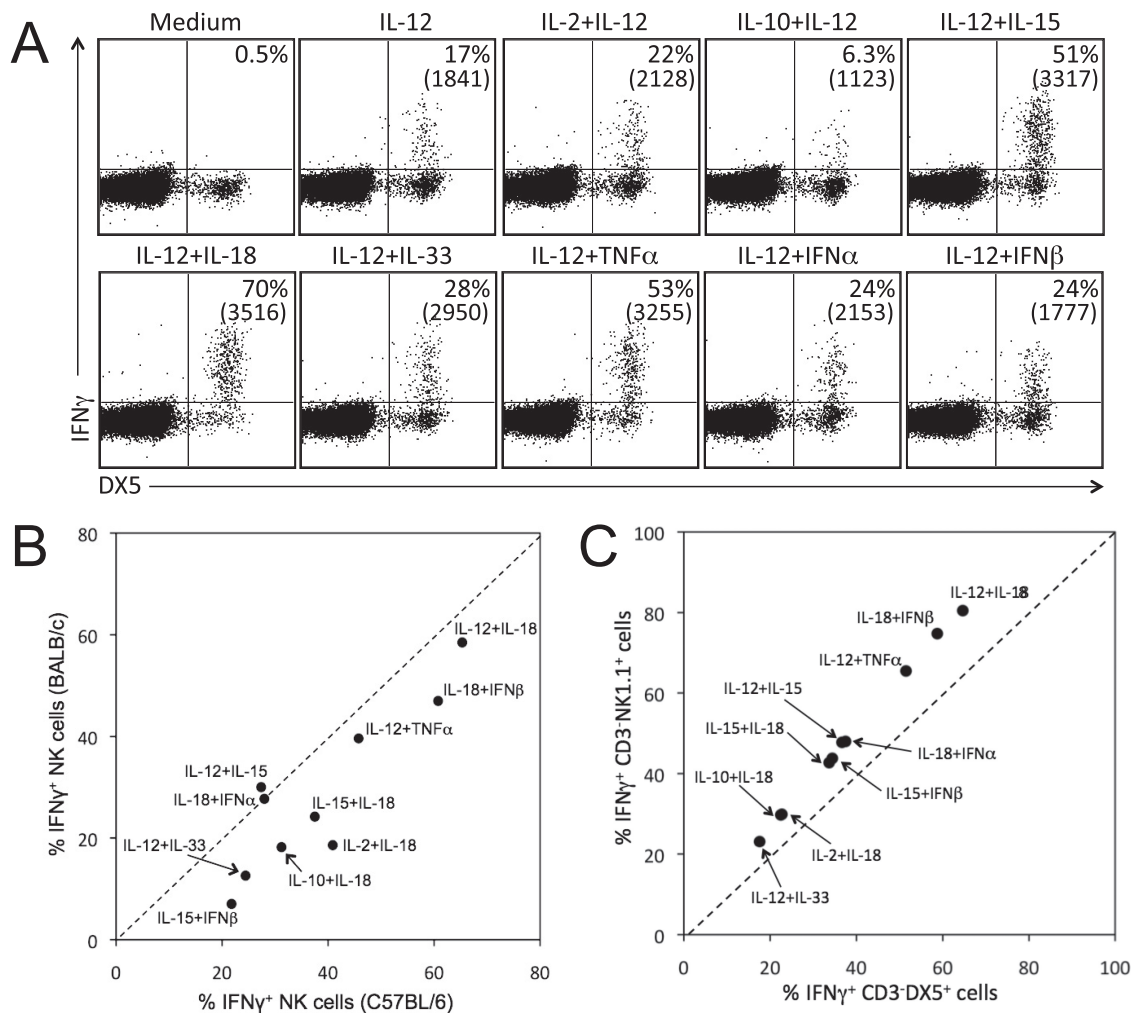 A
Medium
IL-12
IL-2+IL-12
IL-10+IL-12
IL-12+IL-15
0.5%
17%
(1841)
22%
(2128)
6.3%
(1123)
51%
(3317)
IL-12+IL-18
IL-12+IL-33
IL-12+TNFα
IL-12+IFNα
IL-12+IFNβ
70%
(3516)
28%
(2950)
53%
(3255)
24%
(2153)
24%
(1777)
IFNγ
DX5
B
% IFNγ⁺ NK cells (BALB/c)
80
60
40
20
0
IL-12+IL-18
IL-18+IFNβ
IL-12+TNFα
IL-12+IL-15
IL-18+IFNα
IL-15+IL-18
IL-12+IL-33
IL-2+IL-18
IL-10+IL-18
IL-15+IFNβ
0 20 40 60 80
% IFNγ⁺ NK cells (C57BL/6)
C
% IFNγ⁺ CD3⁻NK1.1⁺ cells
100
80
60
40
20
0
IL-12+IL-18
IL-18+IFNβ
IL-12+TNFα
IL-12+IL-15
IL-15+IL-18
IL-18+IFNα
IL-10+IL-18
IL-15+IFNβ
IL-2+IL-18
IL-12+IL-33
0 20 40 60 80 100
% IFNγ⁺ CD3⁻DX5⁺ cells